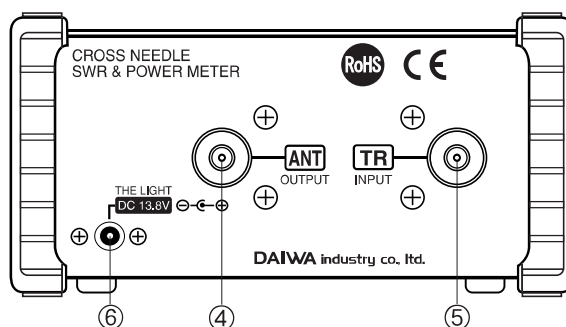 CROSS NEEDLE
SWR & POWER METER
RoHS CE
ANT
OUTPUT
TR
INPUT
THE LIGHT
DC 13.8V
DAIWA industry co., ltd.
⑥ ④ ⑤